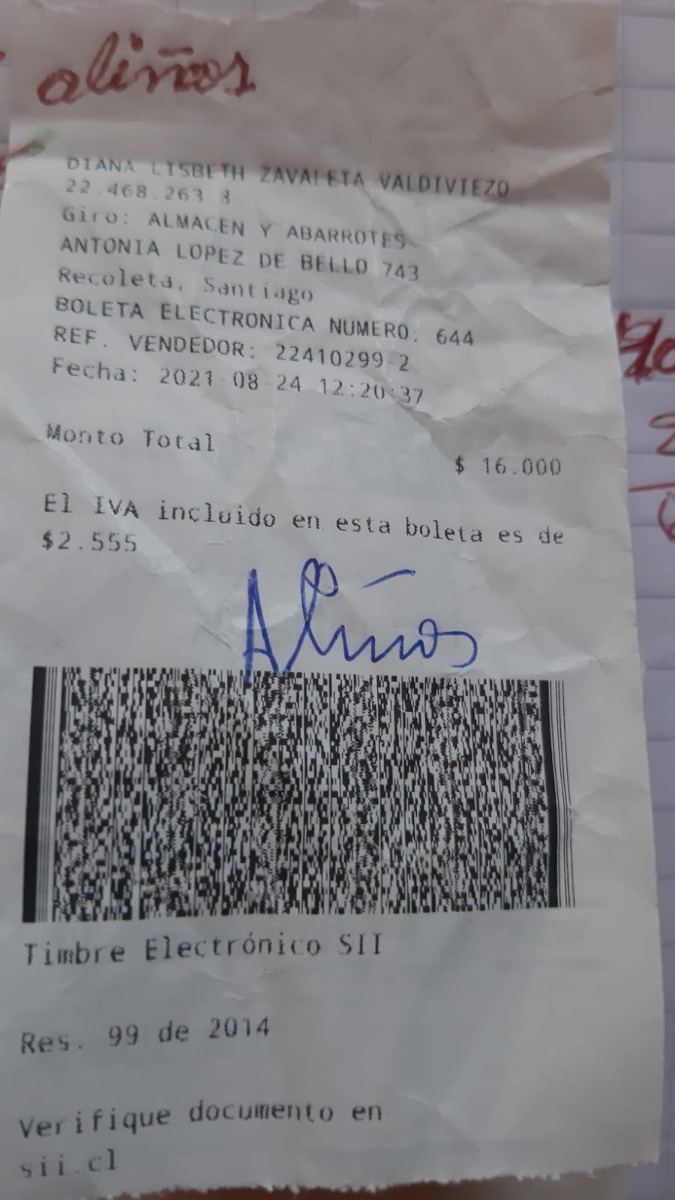 aliños
DIANA LISBETH ZAVALETA VALDIVIEZO
22.468.263 8
Giro: ALMACEN Y ABARROTES
ANTONIA LOPEZ DE BELLO 743
Recoleta, Santiago
BOLETA ELECTRONICA NUMERO: 644
REF. VENDEDOR: 22410299-2
Fecha: 2021-08-24 12:20:37
Monto Total
$ 16.000
El IVA incluido en esta boleta es de
$2.555
Aliños
Timbre Electrónico SII
Res. 99 de 2014
Verifique documento en
sii.cl